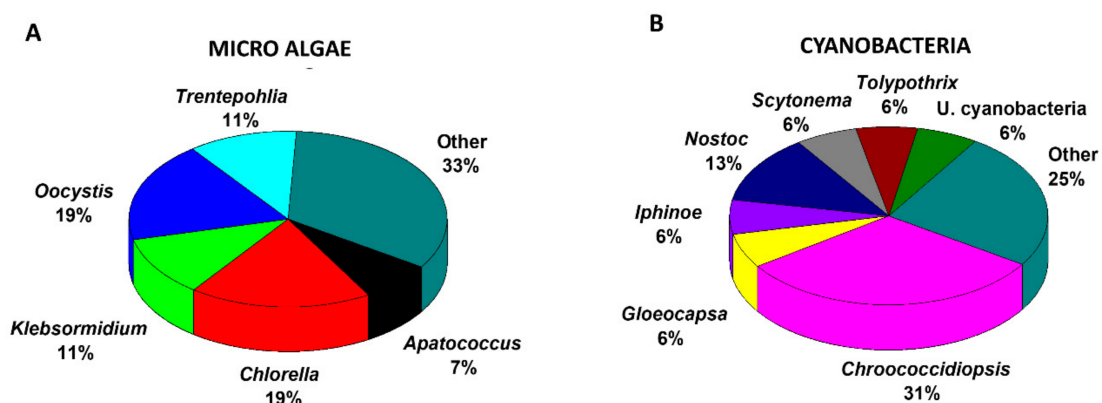 A
MICRO ALGAE
Trentepohlia
11%
Other
33%
Oocystis
19%
Klebsormidium
11%
Chlorella
19%
Apatococcus
7%
B
CYANOBACTERIA
Tolypothrix
6%
Scytonema
6%
U. cyanobacteria
6%
Nostoc
13%
Other
25%
Iphinoe
6%
Gloeocapsa
6%
Chroococcidiopsis
31%